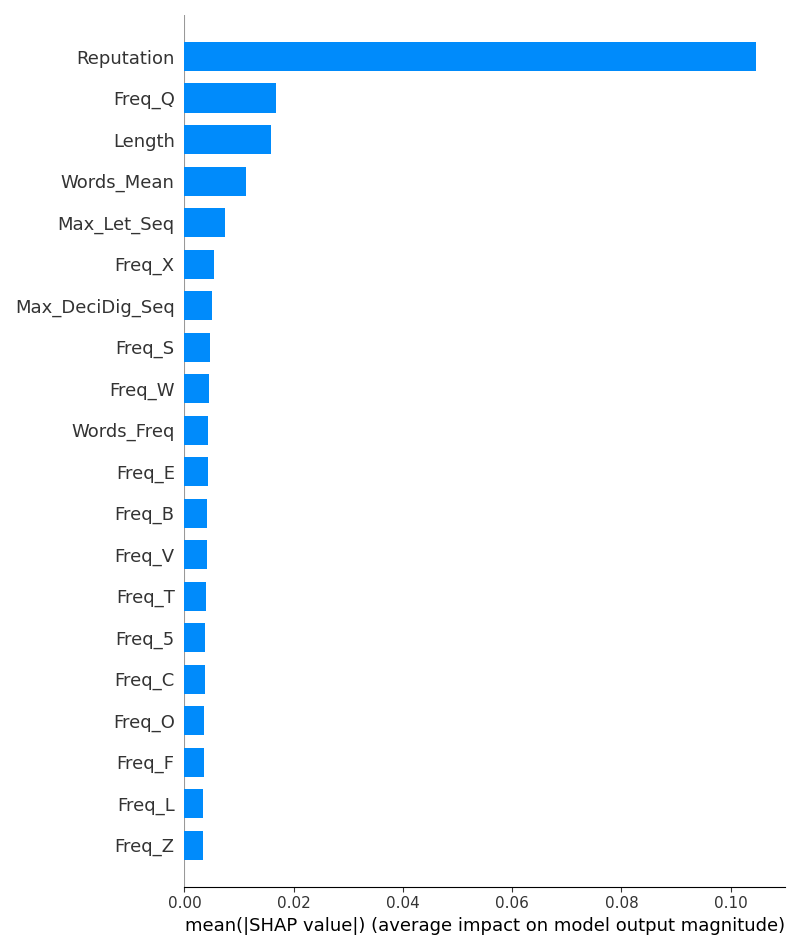 Reputation
Freq_Q
Length
Words_Mean
Max_Let_Seq
Freq_X
Max_DeciDig_Seq
Freq_S
Freq_W
Words_Freq
Freq_E
Freq_B
Freq_V
Freq_T
Freq_5
Freq_C
Freq_O
Freq_F
Freq_L
Freq_Z
0.00 0.02 0.04 0.06 0.08 0.10
mean(|SHAP value|) (average impact on model output magnitude)